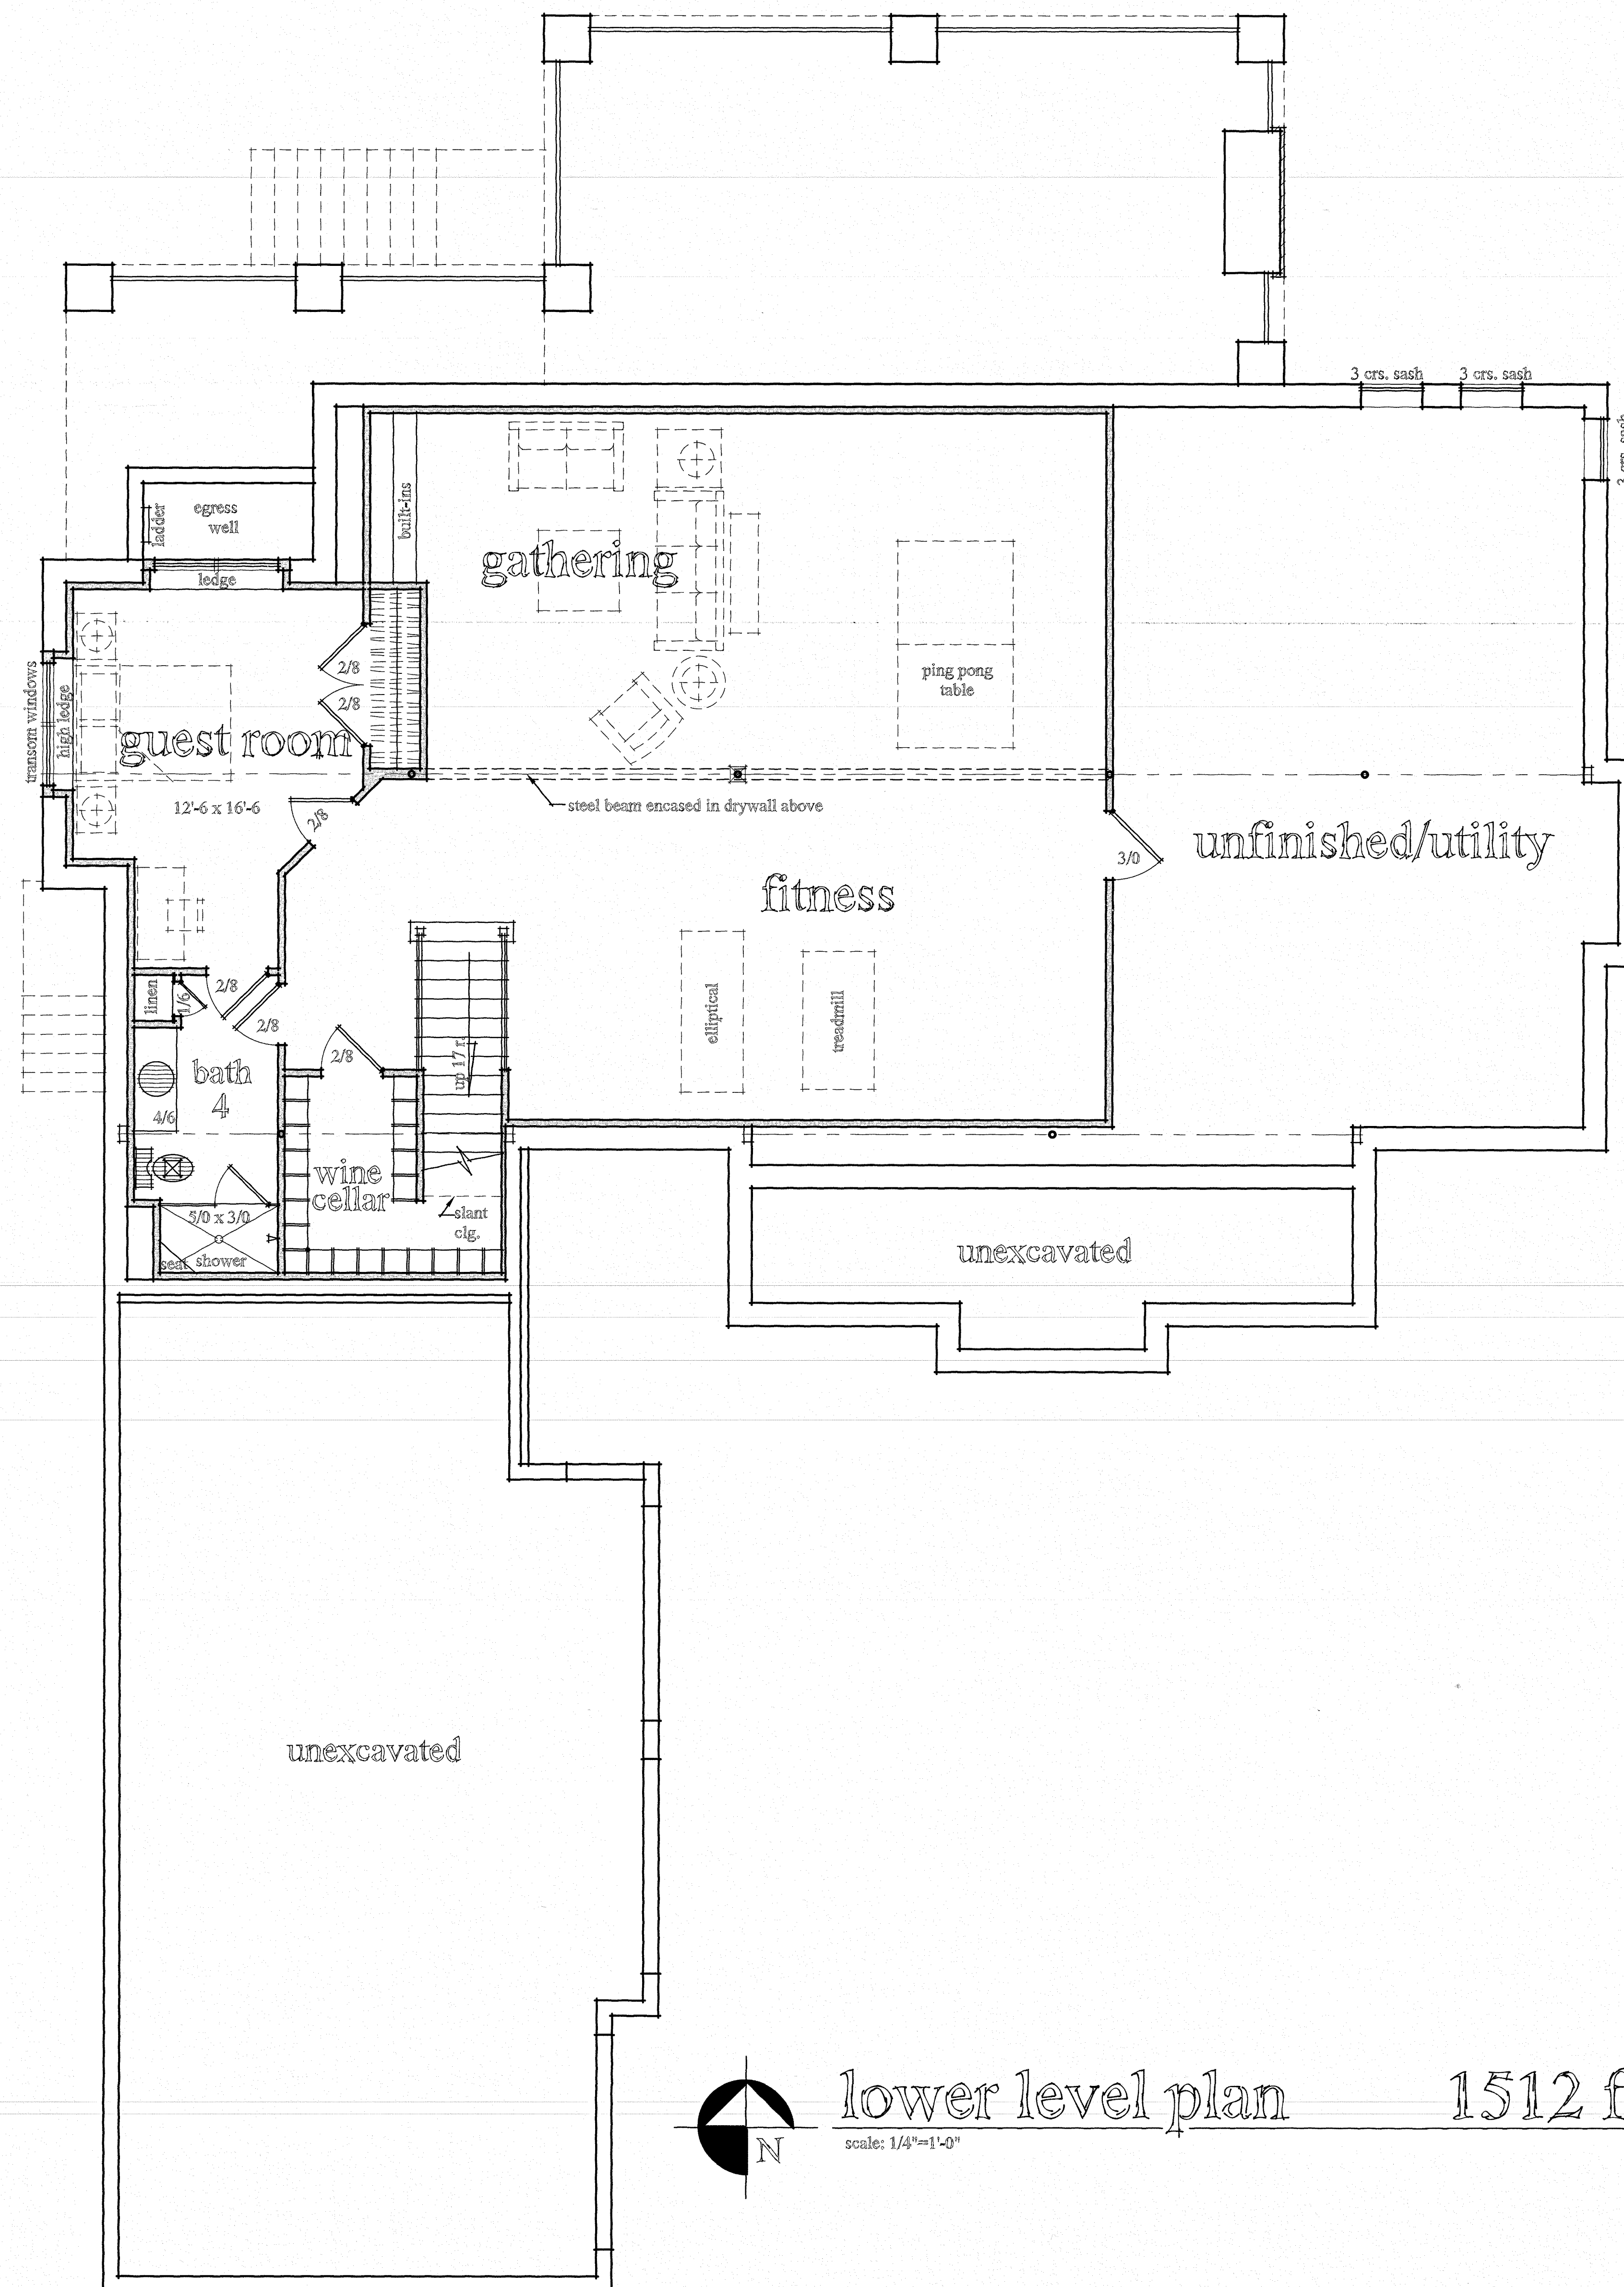 3 crs. sash
3 crs. sash
3 crs. sash
egress
well
ladder
ledge
built-ins
gathering
transom windows
high ledge
2/8
2/8
guest room
12'-6 x 16'-6
2/8
ping pong
table
steel beam encased in drywall above
unfinished/utility
3/0
fitness
elliptical
treadmill
linen
1/6
2/8
2/8
2/8
up 17 r.
bath
4
4/6
wine
cellar
slant
clg.
5/0 x 3/0
seat
shower
unexcavated
unexcavated
N
lower level plan
1512 f
scale: 1/4"=1'-0"